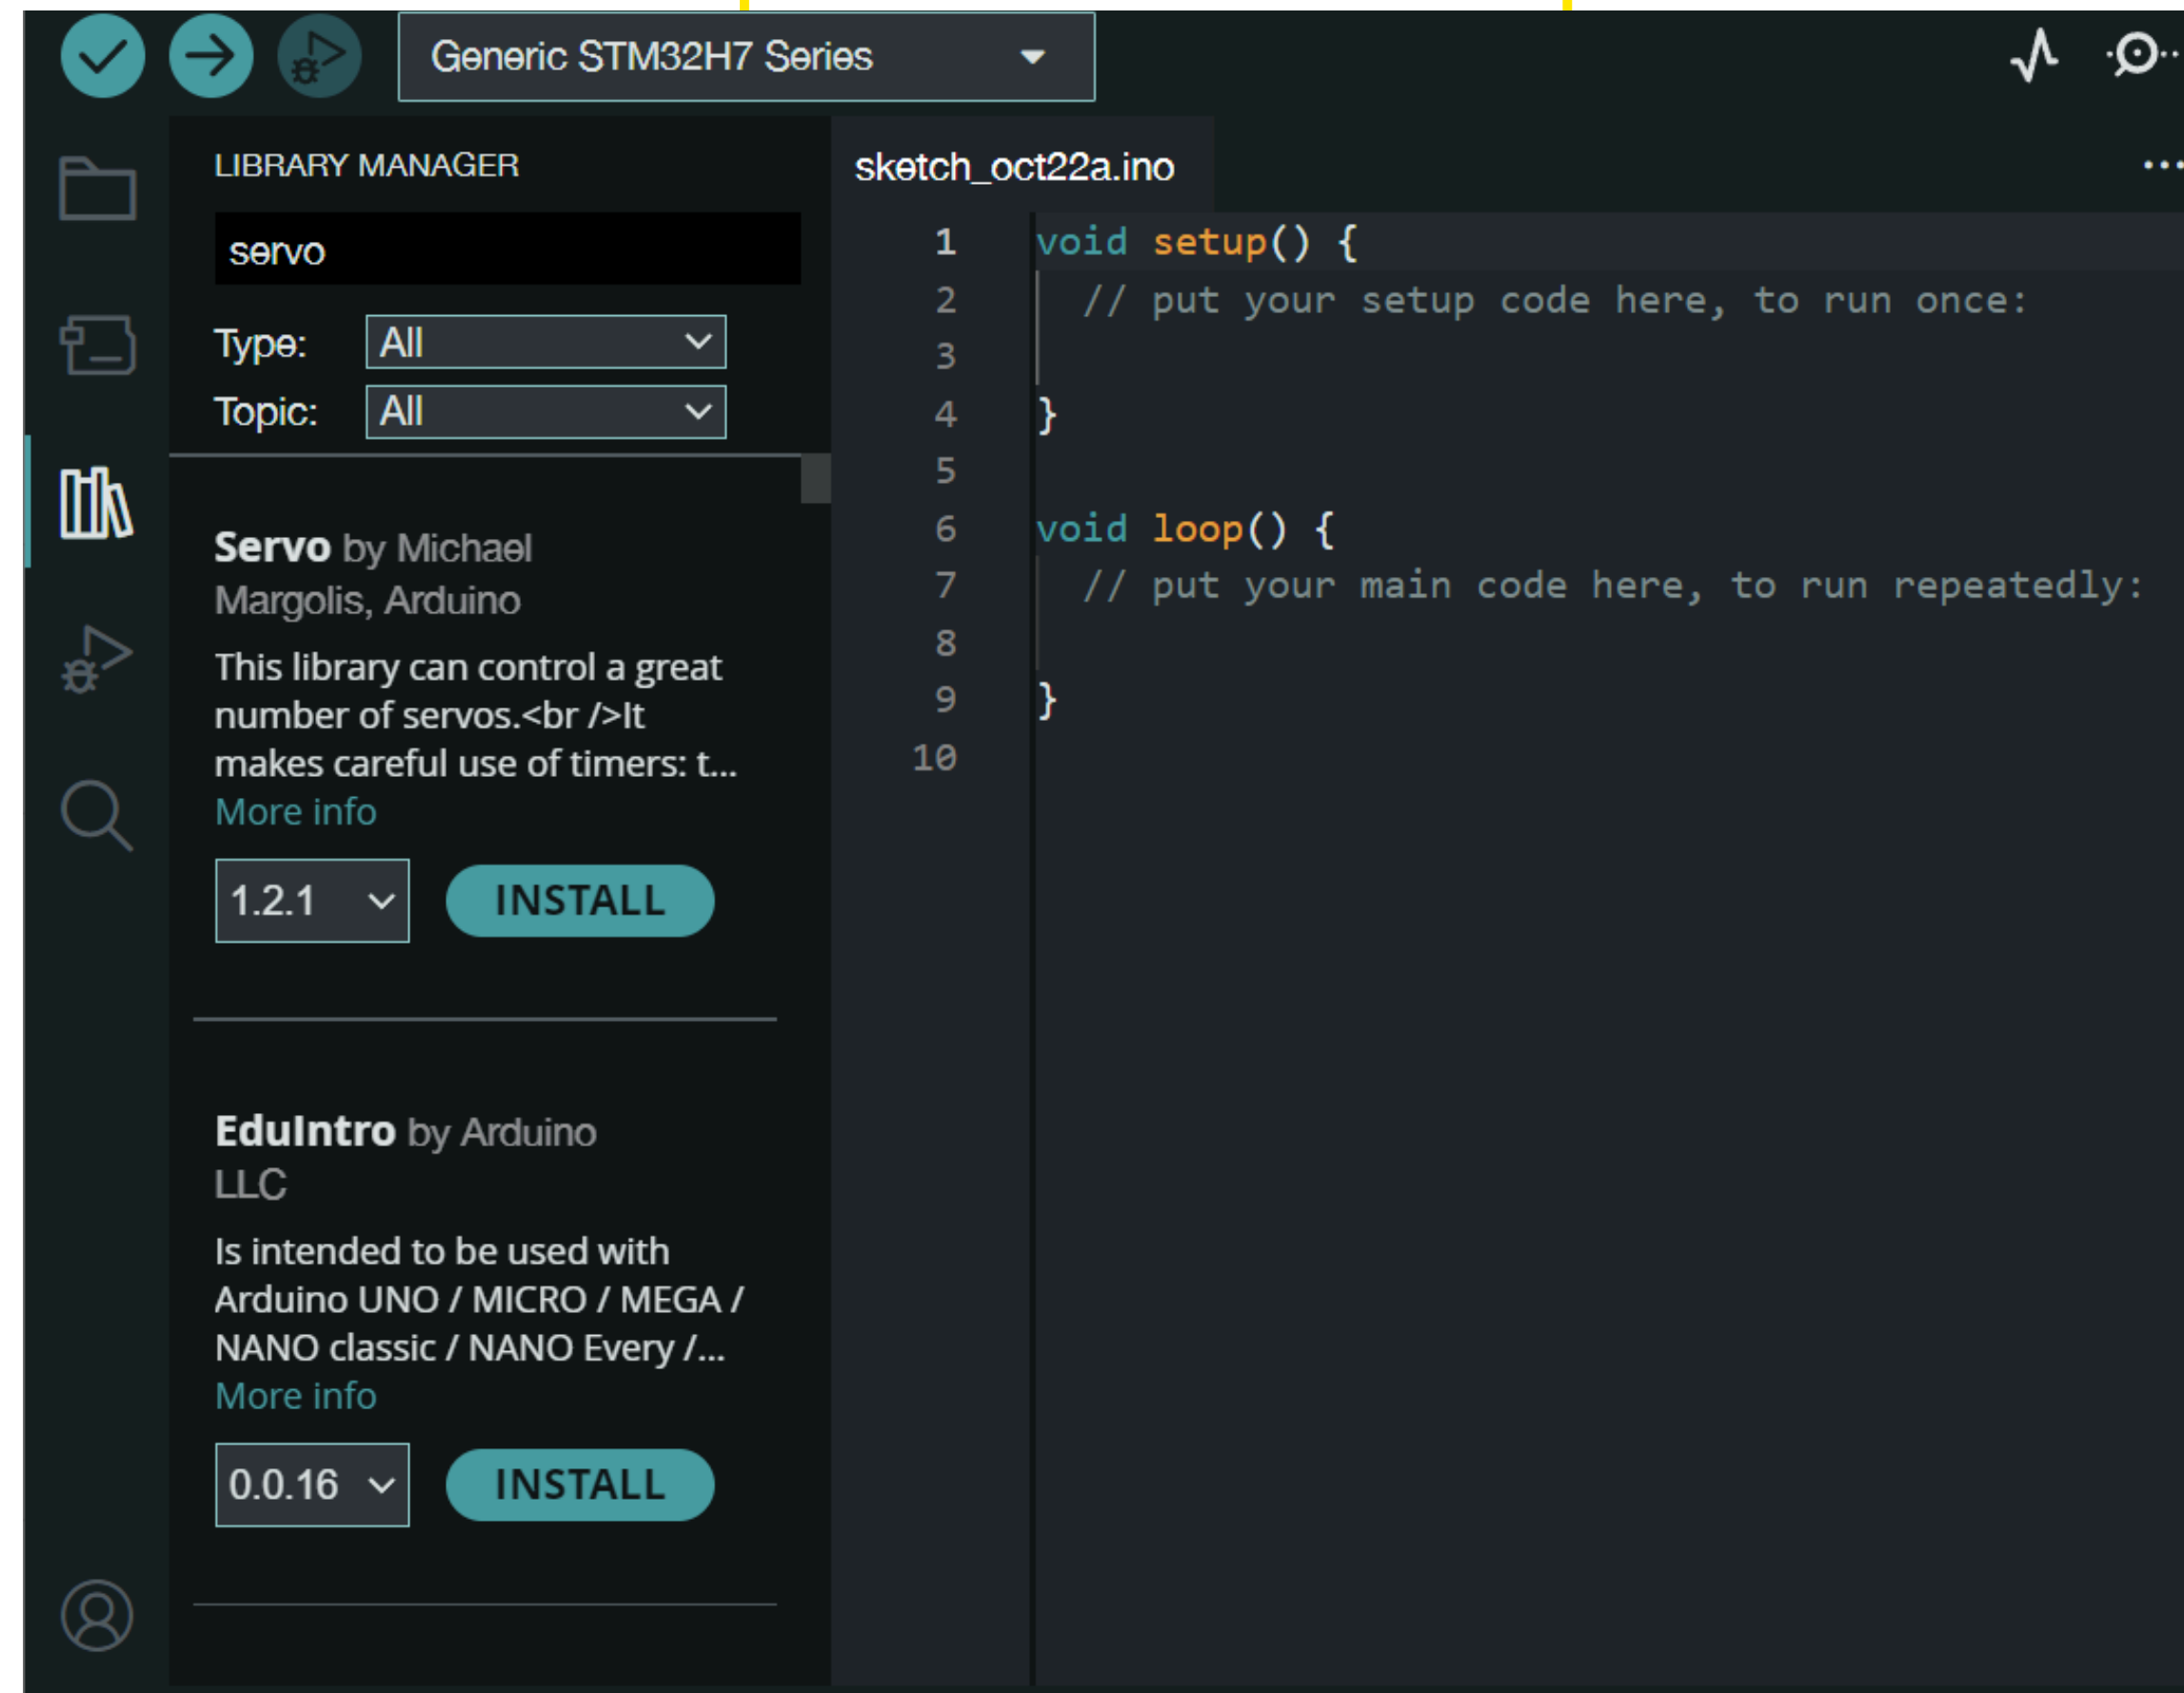 Generic STM32H7 Series
LIBRARY MANAGER
servo
Type: All
Topic: All
Servo by Michael
Margolis, Arduino
This library can control a great
number of servos.<br />It
makes careful use of timers: t...
More info
1.2.1 INSTALL
EduIntro by Arduino
LLC
Is intended to be used with
Arduino UNO / MICRO / MEGA /
NANO classic / NANO Every /...
More info
0.0.16 INSTALL
sketch_oct22a.ino
1 void setup() {
2 // put your setup code here, to run once:
3
4 }
5
6 void loop() {
7 // put your main code here, to run repeatedly:
8
9 }
10